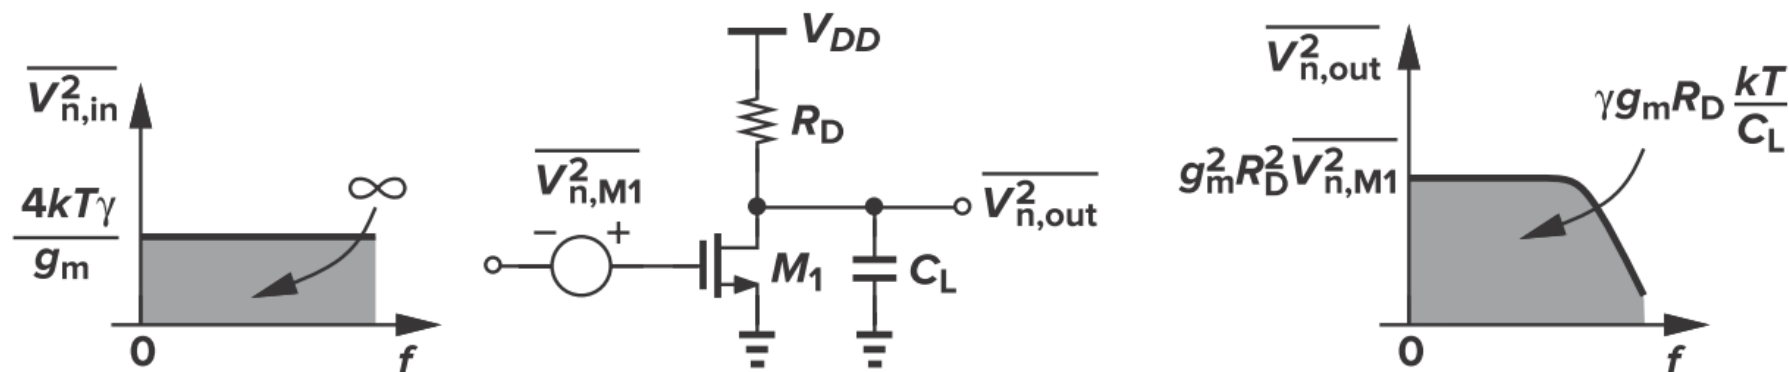 V²n,in
4kTγ
gm
∞
0
f
VDD
RD
V²n,M1
− +
M1
CL
V²n,out
V²n,out
g²mR²D V²n,M1
γgmRD kT
CL
0
f